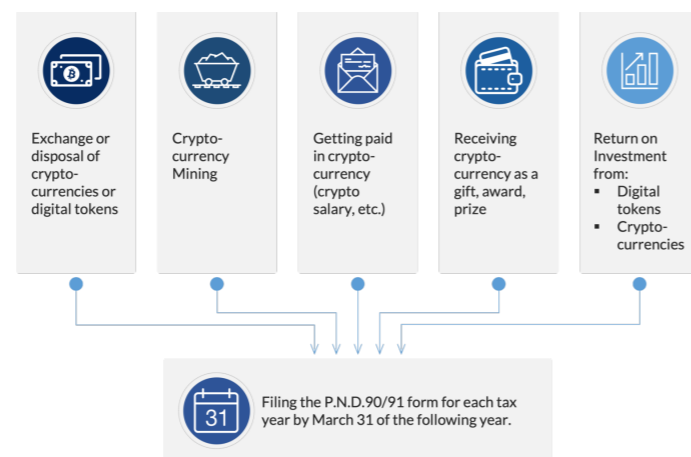 Exchange or
disposal of
crypto-
currencies or
digital tokens
Crypto-
currency
Mining
Getting paid
in crypto-
currency
(crypto
salary, etc.)
Receiving
crypto-
currency as a
gift, award,
prize
Return on
Investment
from:
▪ Digital
tokens
▪ Crypto-
currencies
31
Filing the P.N.D.90/91 form for each tax
year by March 31 of the following year.